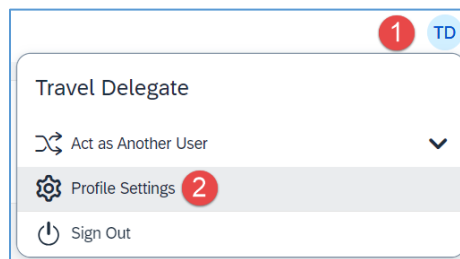 1 TD
Travel Delegate
Act as Another User
Profile Settings 2
Sign Out